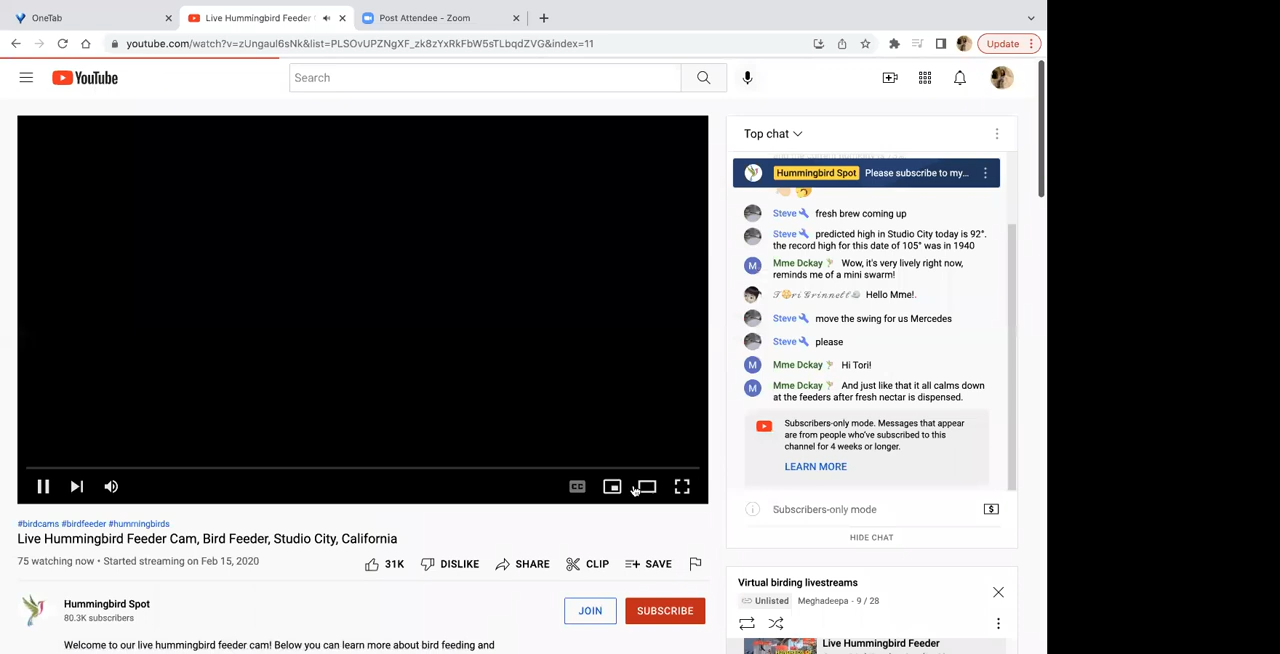 OneTab
Live Hummingbird Feeder
Post Attendee - Zoom
youtube.com/watch?v=zUngaul6sNk&list=PLSOvUPZNgXF_zk8zYxRkFbW5sTLbqdZVG&index=11
Update
YouTube
Search
Top chat
Hummingbird Spot Please subscribe to my...
Steve fresh brew coming up
Steve predicted high in Studio City today is 92°.
the record high for this date of 105° was in 1940
M Mme Dckay Wow, it's very lively right now,
reminds me of a mini swarm!
Tori Grinnell Hello Mme!.
Steve move the swing for us Mercedes
Steve please
M Mme Dckay Hi Tori!
M Mme Dckay And just like that it all calms down
at the feeders after fresh nectar is dispensed.
Subscribers-only mode. Messages that appear
are from people who've subscribed to this
channel for 4 weeks or longer.
LEARN MORE
Subscribers-only mode
HIDE CHAT
CC
#birdcams #birdfeeder #hummingbirds
Live Hummingbird Feeder Cam, Bird Feeder, Studio City, California
75 watching now • Started streaming on Feb 15, 2020
31K DISLIKE SHARE CLIP SAVE
Hummingbird Spot
80.3K subscribers
JOIN SUBSCRIBE
Welcome to our live hummingbird feeder cam! Below you can learn more about bird feeding and
Virtual birding livestreams
Unlisted Meghadeepa - 9 / 28
Live Hummingbird Feeder